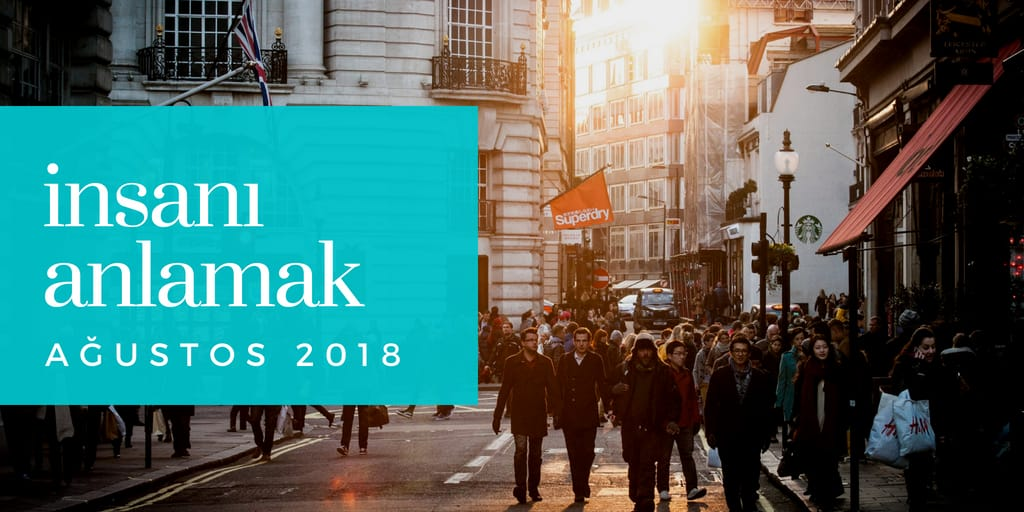 insanı
anlamak
AĞUSTOS 2018
Superdry
H&M